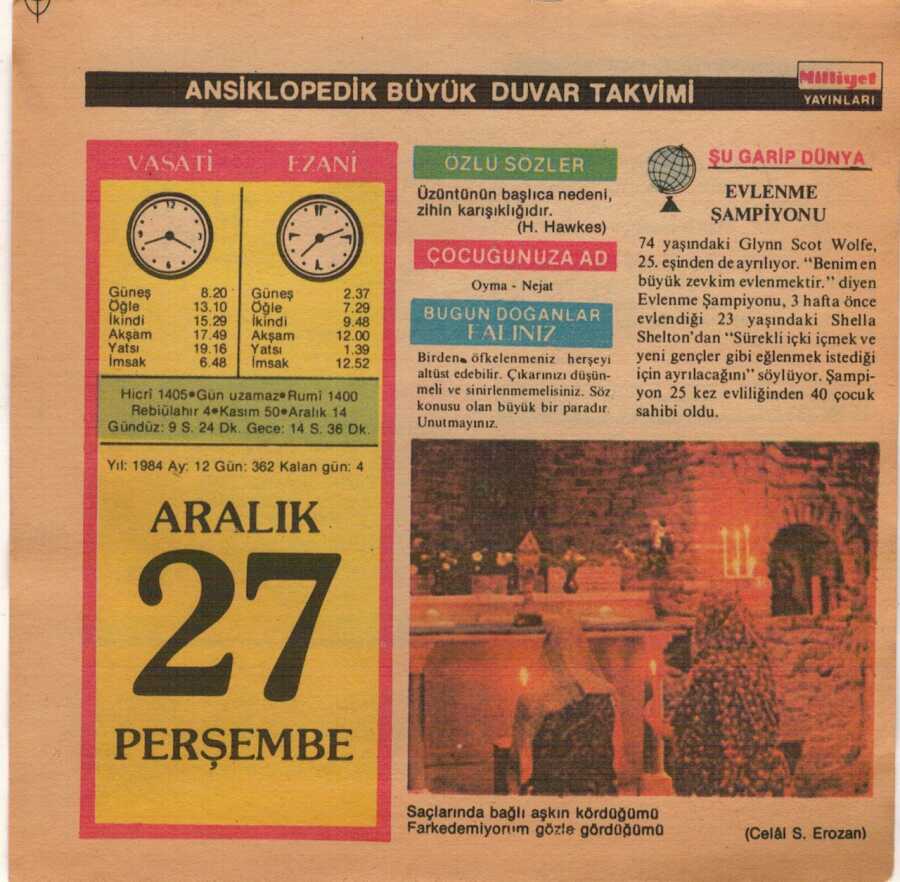 ANSİKLOPEDİK BÜYÜK DUVAR TAKVİMİ
Milliyet
YAYINLARI
VASATİ EZANİ
Güneş 8.20 Güneş 2.37
Öğle 13.10 Öğle 7.29
İkindi 15.29 İkindi 9.48
Akşam 17.49 Akşam 12.00
Yatsı 19.16 Yatsı 1.39
İmsak 6.48 İmsak 12.52
Hicrî 1405•Gün uzamaz•Rumî 1400
Rebiülahır 4•Kasım 50•Aralık 14
Gündüz: 9 S. 24 Dk. Gece: 14 S. 36 Dk.
Yıl: 1984 Ay: 12 Gün: 362 Kalan gün: 4
ARALIK
27
PERŞEMBE
ÖZLÜ SÖZLER
Üzüntünün başlıca nedeni,
zihin karışıklığıdır.
(H. Hawkes)
ÇOCUGUNUZA AD
Oyma - Nejat
BUGÜN DOĞANLAR
FALINIZ
Birden öfkelenmeniz herşeyi
altüst edebilir. Çıkarınızı düşün-
meli ve sinirlenmemelisiniz. Söz
konusu olan büyük bir paradır.
Unutmayınız.
ŞU GARİP DÜNYA
EVLENME
ŞAMPİYONU
74 yaşındaki Glynn Scot Wolfe,
25. eşinden de ayrılıyor. “Benim en
büyük zevkim evlenmektir.” diyen
Evlenme Şampiyonu, 3 hafta önce
evlendiği 23 yaşındaki Shella
Shelton’dan “Sürekli içki içmek ve
yeni gençler gibi eğlenmek istediği
için ayrılacağını” söylüyor. Şampi-
yon 25 kez evliliğinden 40 çocuk
sahibi oldu.
Saçlarında bağlı aşkın kördüğümü
Farkedemiyorum gözle gördüğümü
(Celâl S. Erozan)